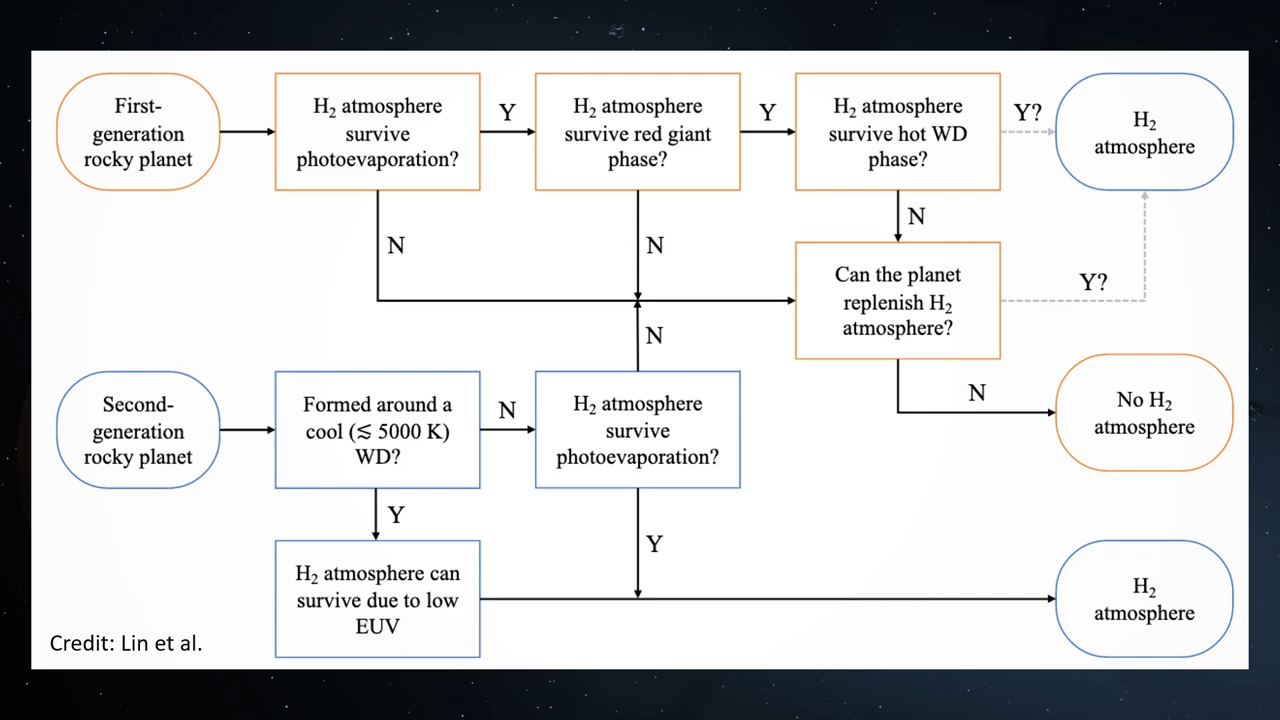 First-
generation
rocky planet
H₂ atmosphere
survive
photoevaporation?
Y
H₂ atmosphere
survive red giant
phase?
Y
H₂ atmosphere
survive hot WD
phase?
Y?
H₂
atmosphere
N
N
N
Can the planet
replenish H₂
atmosphere?
Y?
N
No H₂
atmosphere
Second-
generation
rocky planet
Formed around a
cool (≲ 5000 K)
WD?
N
H₂ atmosphere
survive
photoevaporation?
N
Y
Y
H₂ atmosphere can
survive due to low
EUV
H₂
atmosphere
Credit: Lin et al.